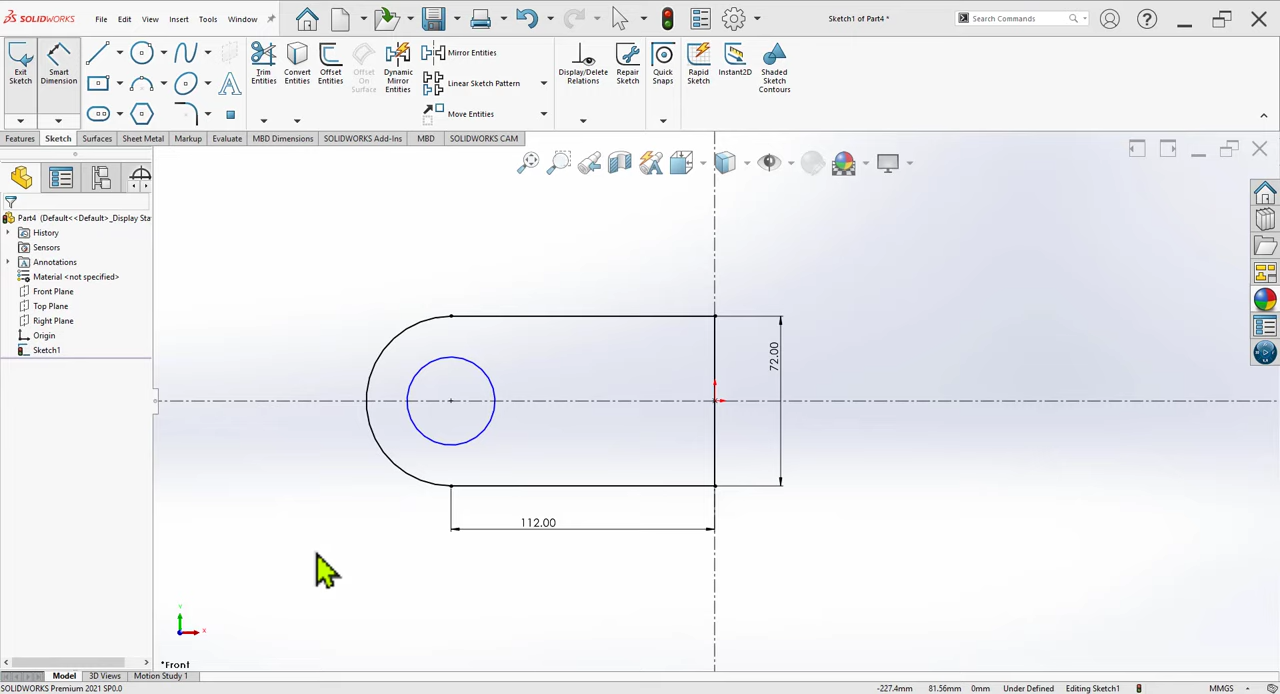 SOLIDWORKS File Edit View Insert Tools Window Sketch1 of Part4 * Search Commands
Exit Sketch
Smart Dimension
Trim Entities
Convert Entities
Offset Entities
Offset On Surface
Dynamic Mirror Entities
Mirror Entities
Linear Sketch Pattern
Move Entities
Display/Delete Relations
Repair Sketch
Quick Snaps
Rapid Sketch
Instant2D
Shaded Sketch Contours
Features Sketch Surfaces Sheet Metal Markup Evaluate MBD Dimensions SOLIDWORKS Add-Ins MBD SOLIDWORKS CAM
Part4 (Default<<Default>_Display Sta
History
Sensors
Annotations
Material <not specified>
Front Plane
Top Plane
Right Plane
Origin
Sketch1
72.00
112.00
Y
X
*Front
Model 3D Views Motion Study 1
SOLIDWORKS Premium 2021 SP0.0 -227.4mm 81.56mm 0mm Under Defined Editing Sketch1 MMGS